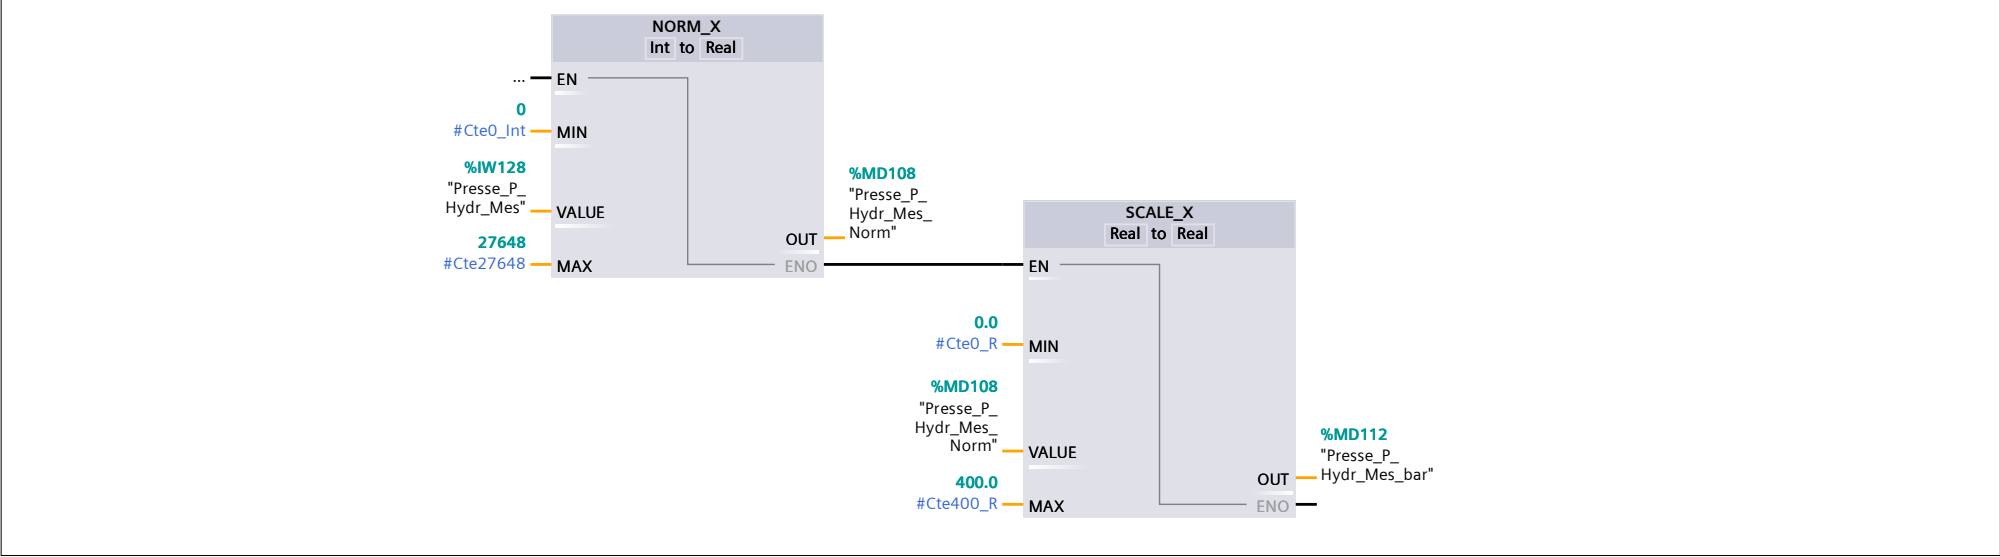 NORM_X
Int to Real
... EN
0
#Cte0_Int MIN
%IW128
"Presse_P_
Hydr_Mes"
VALUE
27648
#Cte27648 MAX
OUT
ENO
%MD108
"Presse_P_
Hydr_Mes_
Norm"
SCALE_X
Real to Real
EN
0.0
#Cte0_R MIN
%MD108
"Presse_P_
Hydr_Mes_
Norm"
VALUE
400.0
#Cte400_R MAX
OUT
ENO
%MD112
"Presse_P_
Hydr_Mes_bar"